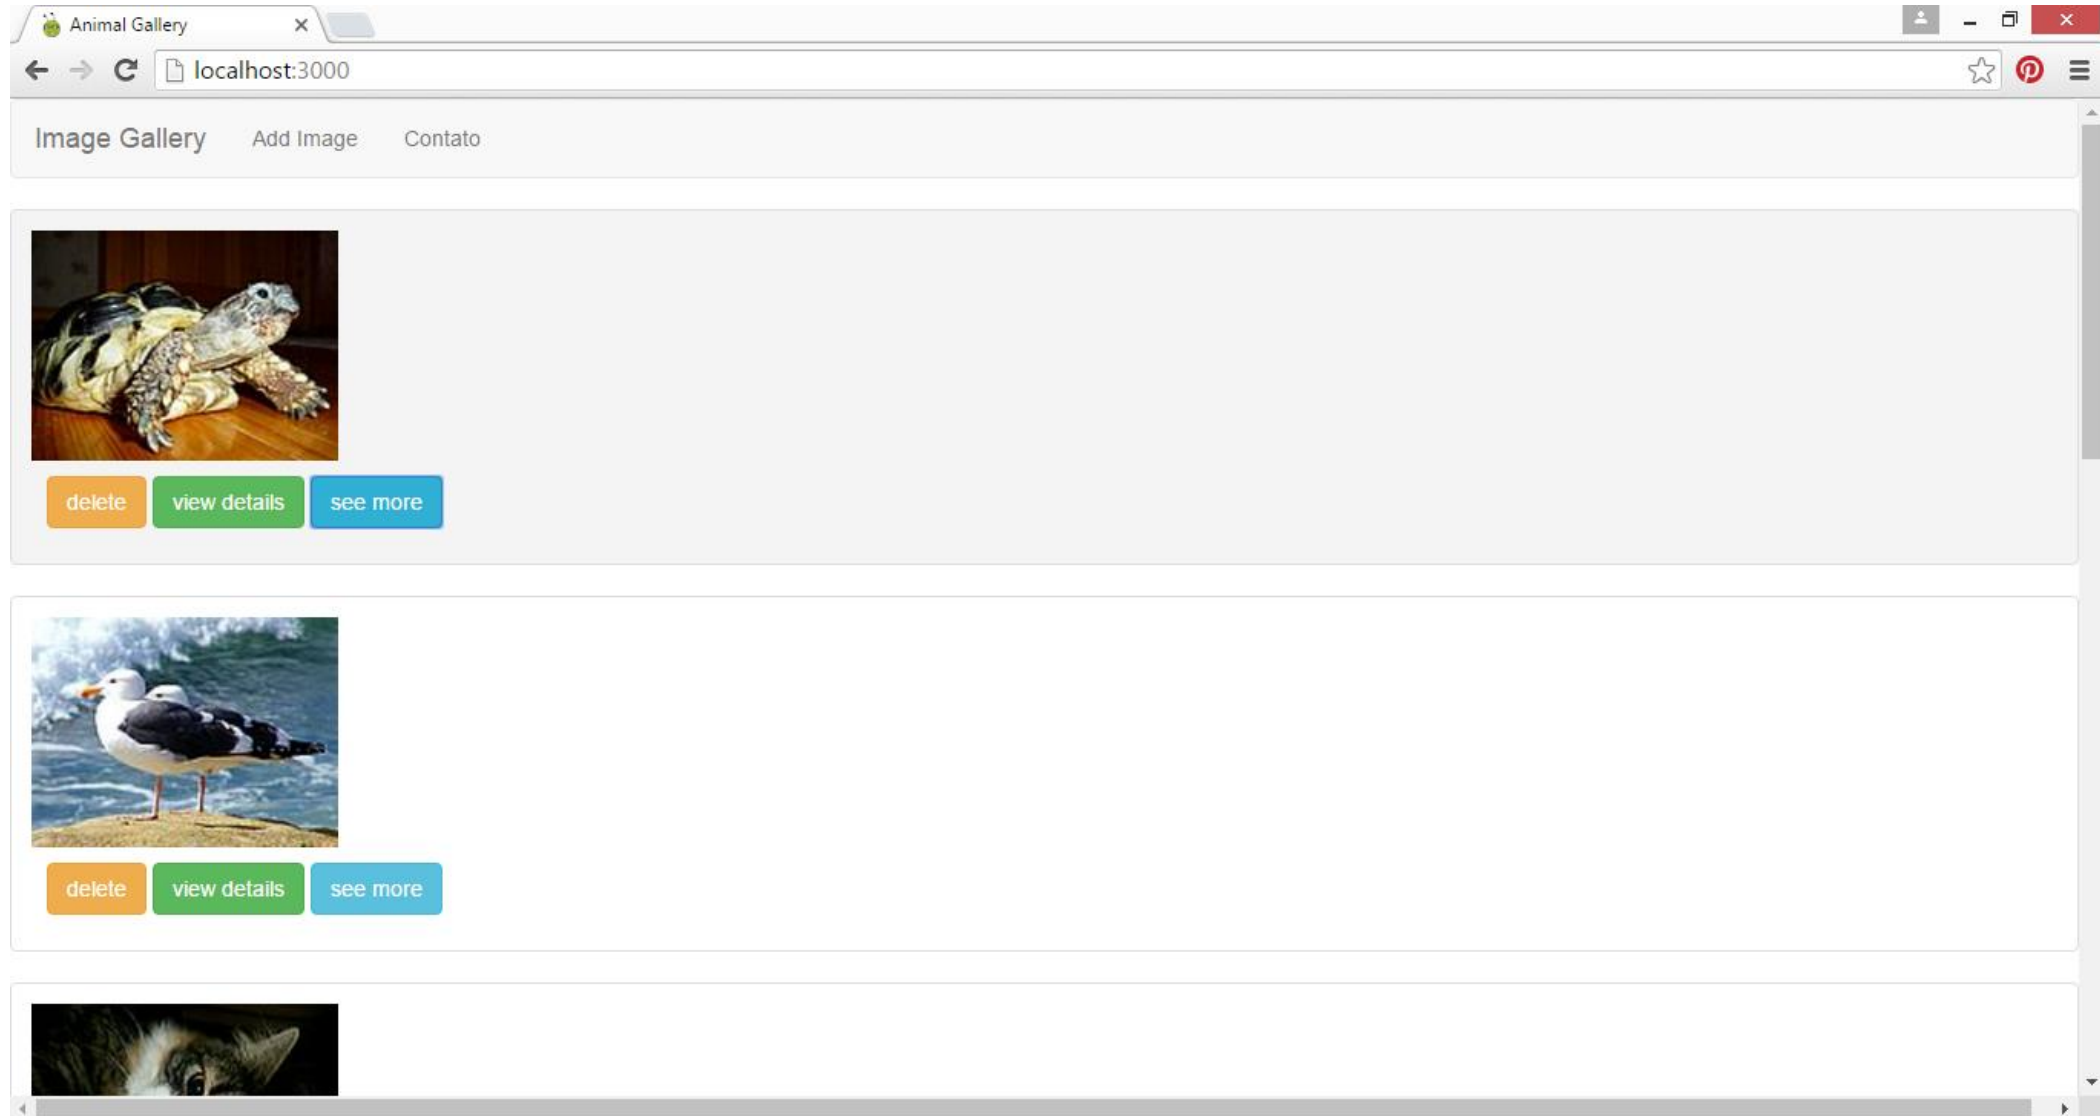 Animal Gallery
localhost:3000
Image Gallery Add Image Contato
delete view details see more
delete view details see more